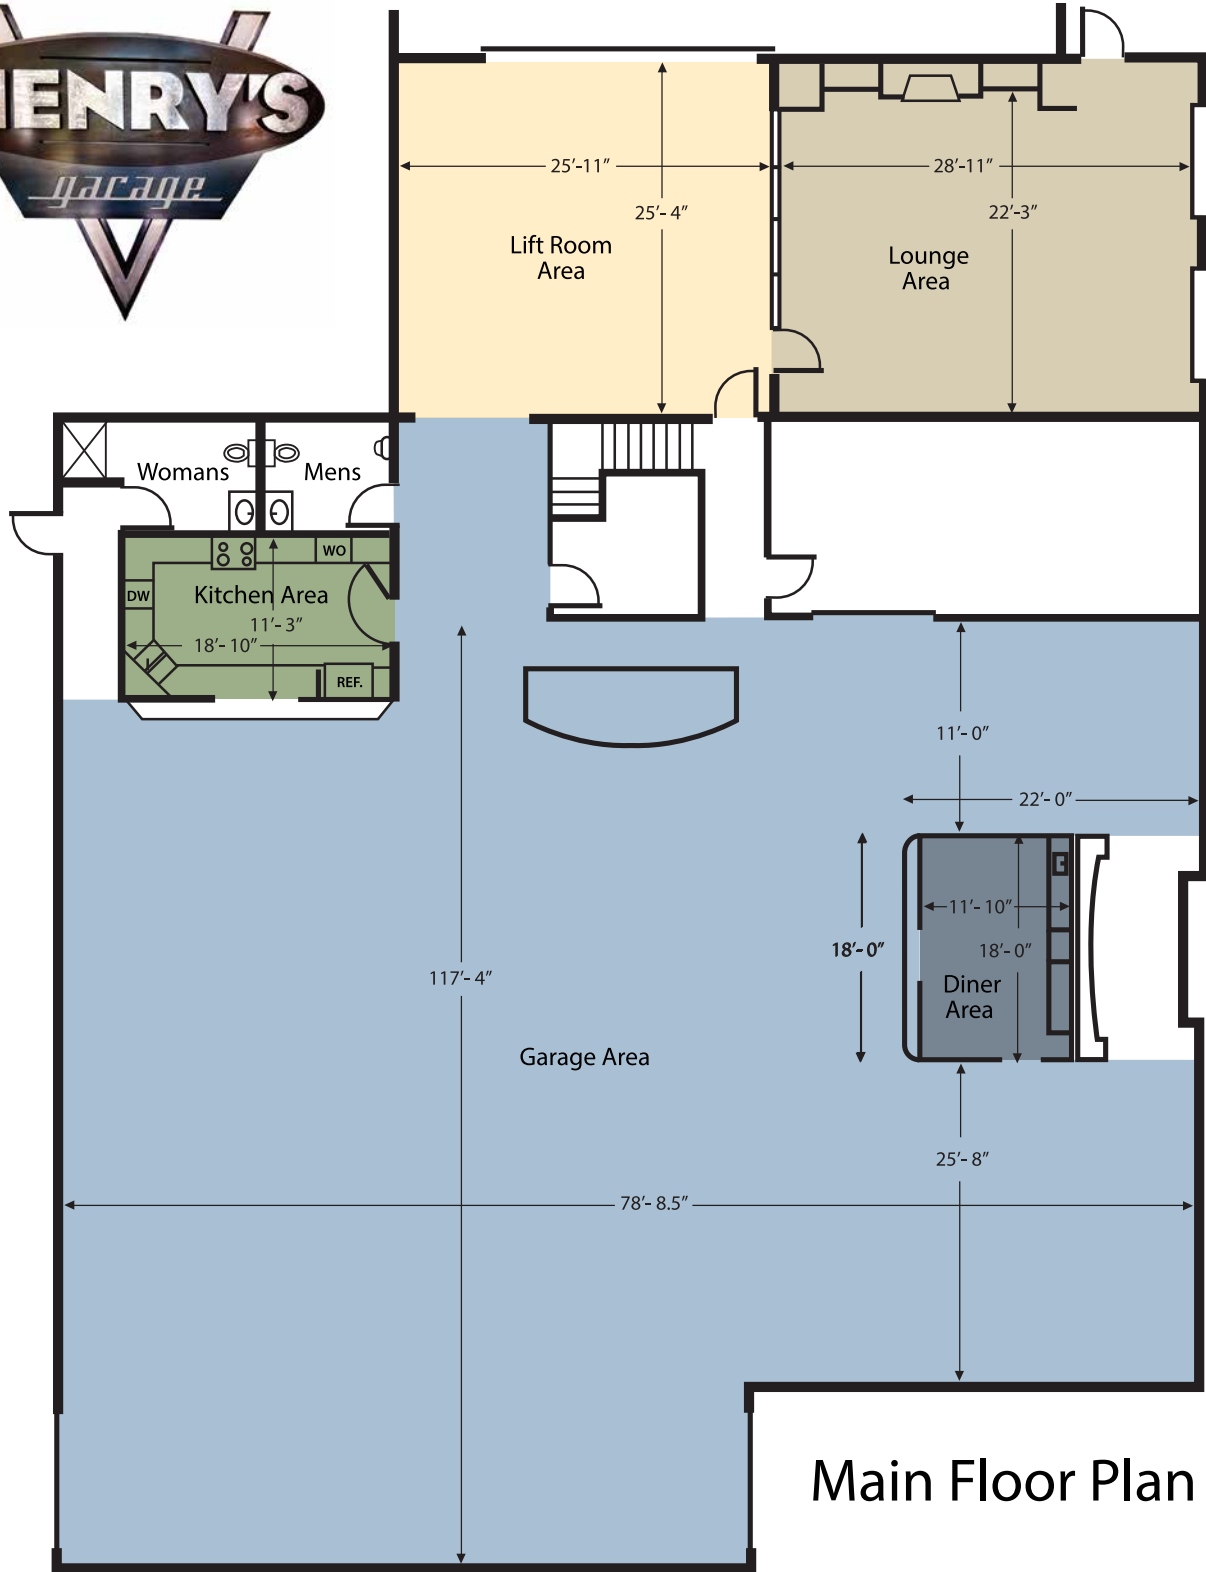 HENRY'S
garage
25'-11"
25'- 4"
Lift Room
Area
28'-11"
22'-3"
Lounge
Area
Womans
Mens
WO
DW
Kitchen Area
11'- 3"
18'- 10"
REF.
11'- 0"
22'- 0"
18'- 0"
11'- 10"
18'- 0"
Diner
Area
117'- 4"
Garage Area
25'- 8"
78'- 8.5"
Main Floor Plan